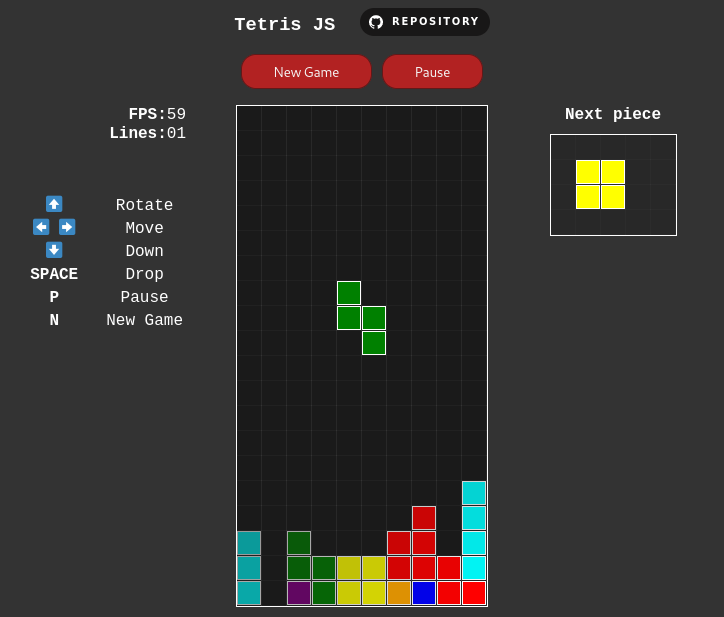 Tetris JS
REPOSITORY
New Game
Pause
FPS:59
Lines:01
Rotate
Move
Down
SPACE Drop
P Pause
N New Game
Next piece